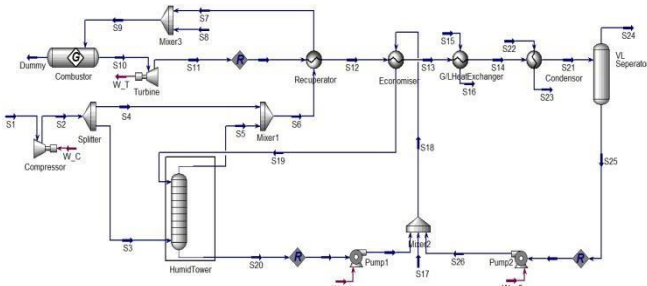 S9
S7
S8
Mixer3
S15
S22
S24
Dummy
Combustor
S10
W_T
Turbine
S11
R
Recuperator
S12
Economiser
S13
G/LHeatExchanger
S16
S14
Condensor
S23
S21
VL
Seperator
S1
S2
Compressor
W_C
Splitter
S4
S5
Mixer1
S6
S19
S18
S25
S3
HumidTower
S20
R
Pump1
Mixer2
S17
S26
Pump2
R